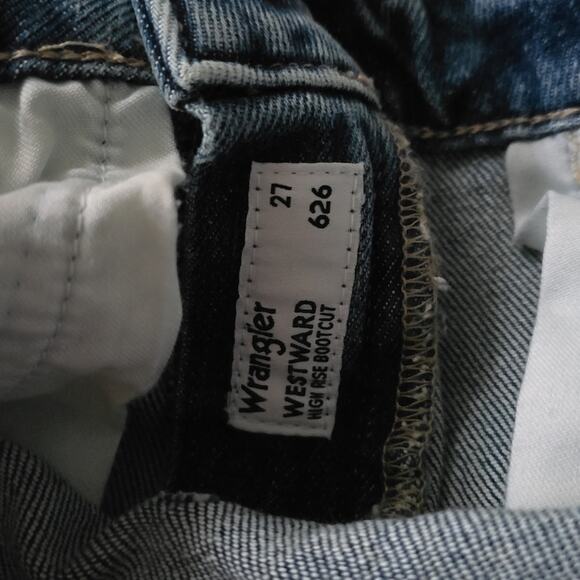 Wrangler 27
WESTWARD 626
HIGH RISE BOOTCUT